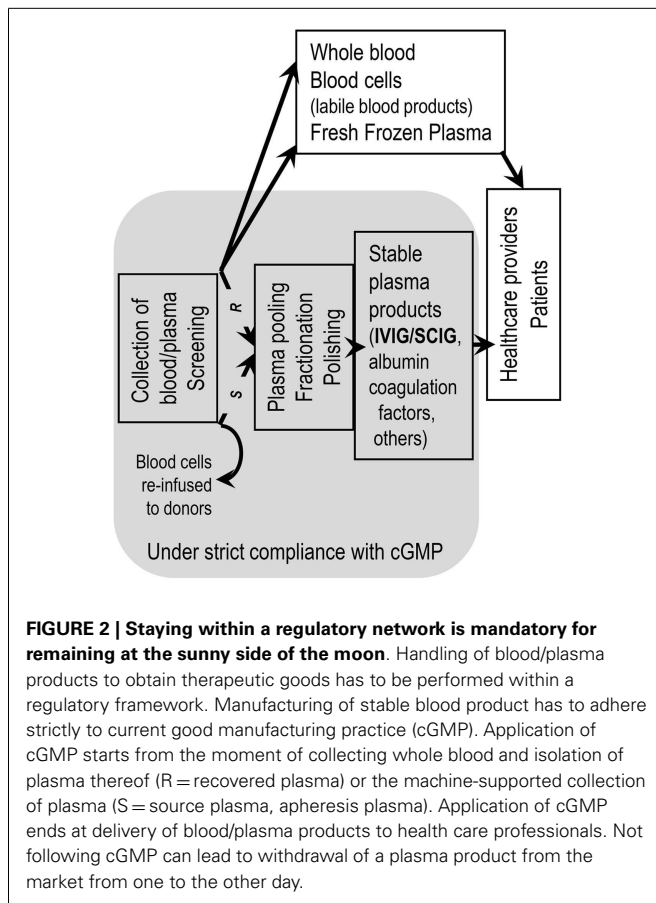 Whole blood
Blood cells
(labile blood products)
Fresh Frozen Plasma
Collection of
blood/plasma
Screening
R
S
Plasma pooling
Fractionation
Polishing
Stable
plasma
products
(IVIG/SCIG,
albumin
coagulation
factors,
others)
Healthcare providers
Patients
Blood cells
re-infused
to donors
Under strict compliance with cGMP
FIGURE 2 | Staying within a regulatory network is mandatory for
remaining at the sunny side of the moon. Handling of blood/plasma
products to obtain therapeutic goods has to be performed within a
regulatory framework. Manufacturing of stable blood product has to adhere
strictly to current good manufacturing practice (cGMP). Application of
cGMP starts from the moment of collecting whole blood and isolation of
plasma thereof (R = recovered plasma) or the machine-supported collection
of plasma (S = source plasma, apheresis plasma). Application of cGMP
ends at delivery of blood/plasma products to health care professionals. Not
following cGMP can lead to withdrawal of a plasma product from the
market from one to the other day.